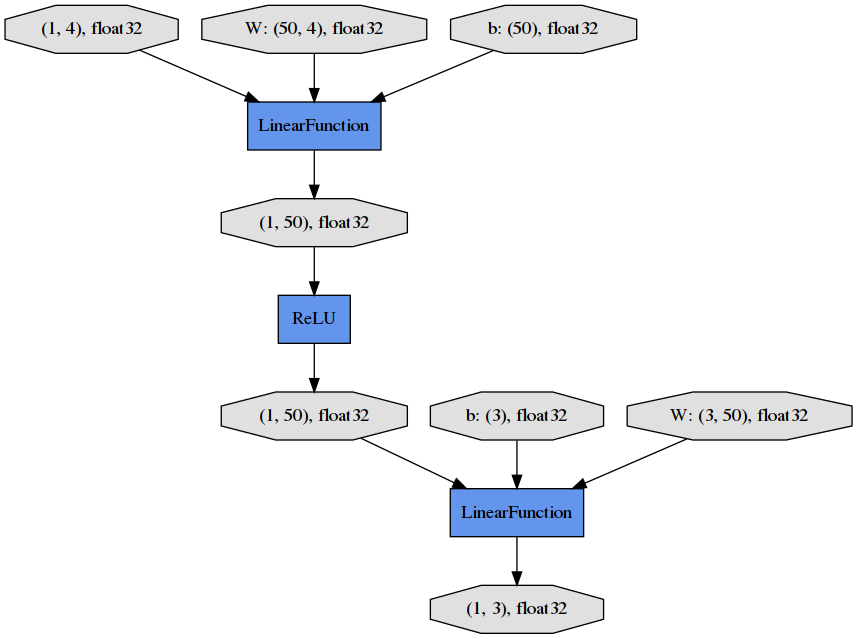 (1, 4), float32
W: (50, 4), float32
b: (50), float32
LinearFunction
(1, 50), float32
ReLU
(1, 50), float32
b: (3), float32
W: (3, 50), float32
LinearFunction
(1, 3), float32